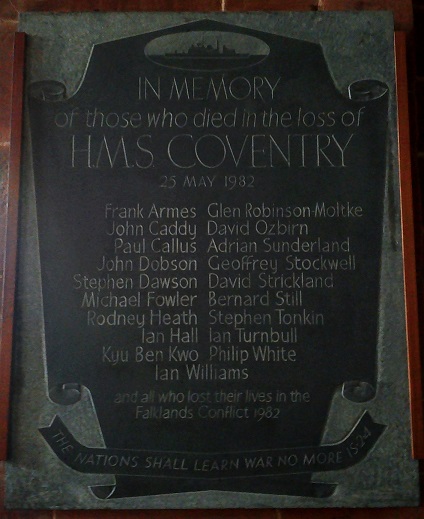 IN MEMORY
of those who died in the loss of
H.M.S COVENTRY
25 MAY 1982
Frank Armes Glen Robinson-Moltke
John Caddy David Ozbirn
Paul Callus Adrian Sunderland
John Dobson Geoffrey Stockwell
Stephen Dawson David Strickland
Michael Fowler Bernard Still
Rodney Heath Stephen Tonkin
Ian Hall Ian Turnbull
Kyu Ben Kwo Philip White
Ian Williams
and all who lost their lives in the
Falklands Conflict 1982
THE NATIONS SHALL LEARN WAR NO MORE IS·2·4